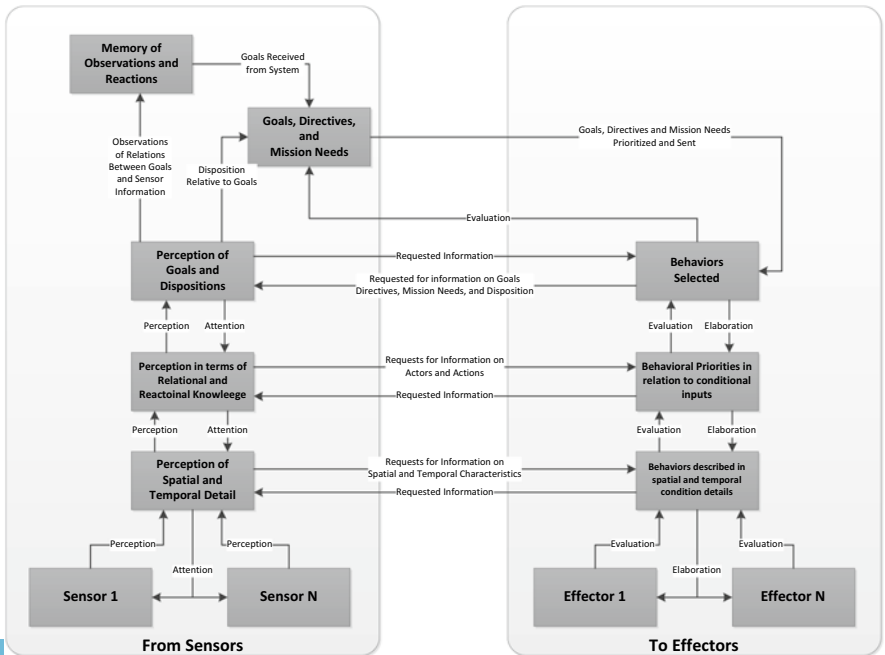 Memory of
Observations and
Reactions
Goals Received
from System
Goals, Directives,
and
Mission Needs
Goals, Directives and Mission Needs
Prioritized and Sent
Observations
of Relations
Between Goals
and Sensor
Information
Disposition
Relative to Goals
Evaluation
Perception of
Goals and
Dispositions
Requested Information
Requested for information on Goals
Directives, Mission Needs, and Disposition
Behaviors
Selected
Perception
Attention
Evaluation
Elaboration
Perception in terms of
Relational and
Reactoinal Knowleege
Requests for Information on
Actors and Actions
Requested Information
Behavioral Priorities in
relation to conditional
inputs
Perception
Attention
Evaluation
Elaboration
Perception of
Spatial and
Temporal Detail
Requests for Information on
Spatial and Temporal Characteristics
Requested Information
Behaviors described in
spatial and temporal
condition details
Perception
Perception
Attention
Evaluation
Evaluation
Elaboration
Sensor 1
Sensor N
Effector 1
Effector N
From Sensors
To Effectors